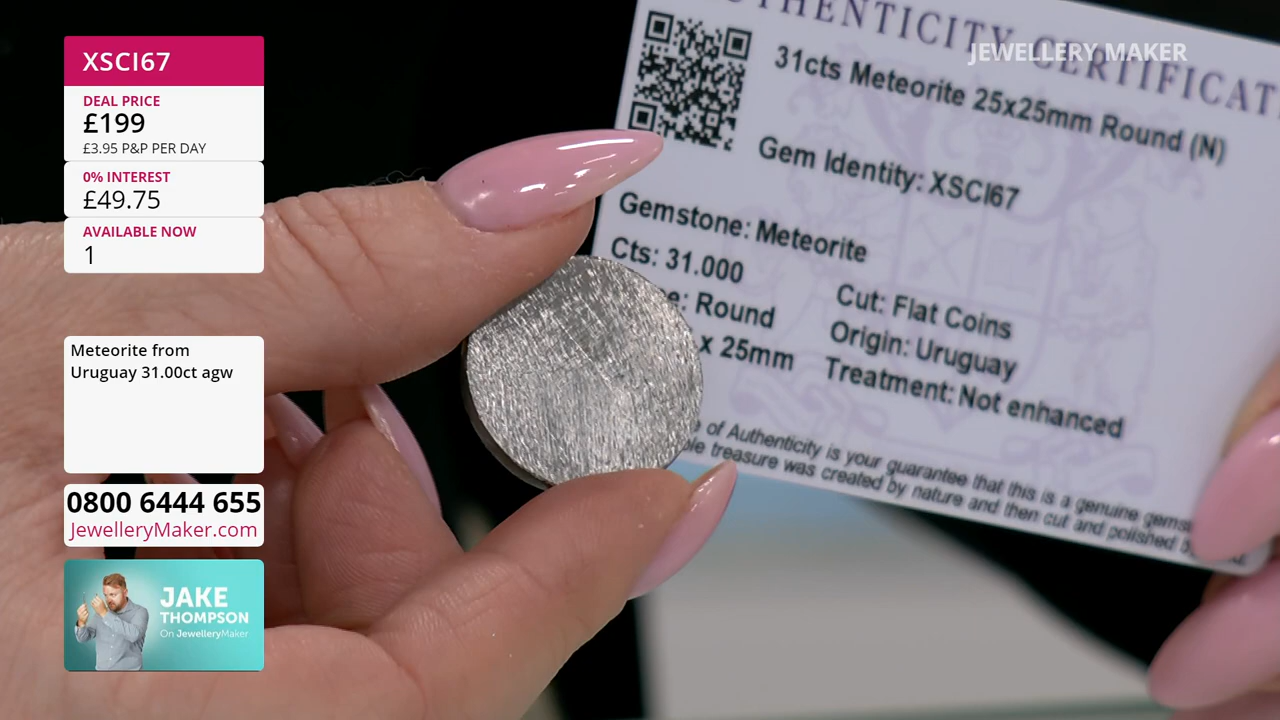 XSCI67
DEAL PRICE
£199
£3.95 P&P PER DAY
0% INTEREST
£49.75
AVAILABLE NOW
1
Meteorite from
Uruguay 31.00ct agw
0800 6444 655
JewelleryMaker.com
JAKE
THOMPSON
On JewelleryMaker
JEWELLERY MAKER
31cts Meteorite 25x25mm Round (N)
Gem Identity: XSCI67
Gemstone: Meteorite
Cts: 31.000
Round
Cut: Flat Coins
x 25mm
Origin: Uruguay
Treatment: Not enhanced
of Authenticity is your guarantee that this is a genuine
treasure was created by nature and then cut and polished